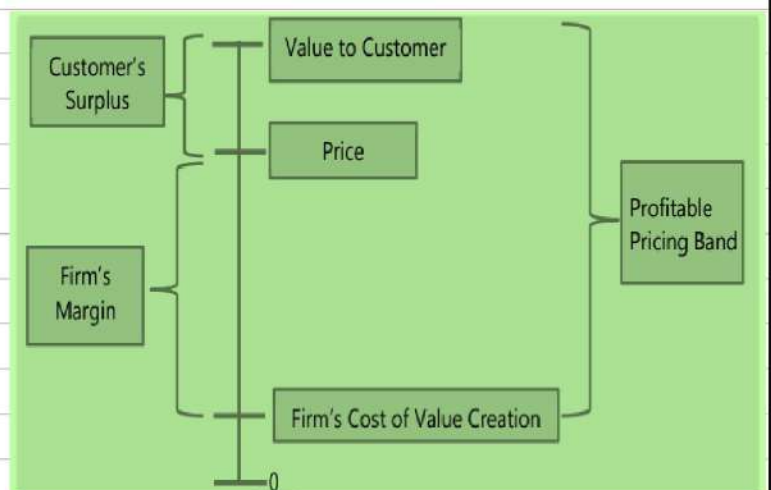 Value to Customer
Customer's
Surplus
Price
Profitable
Pricing Band
Firm's
Margin
Firm's Cost of Value Creation
0